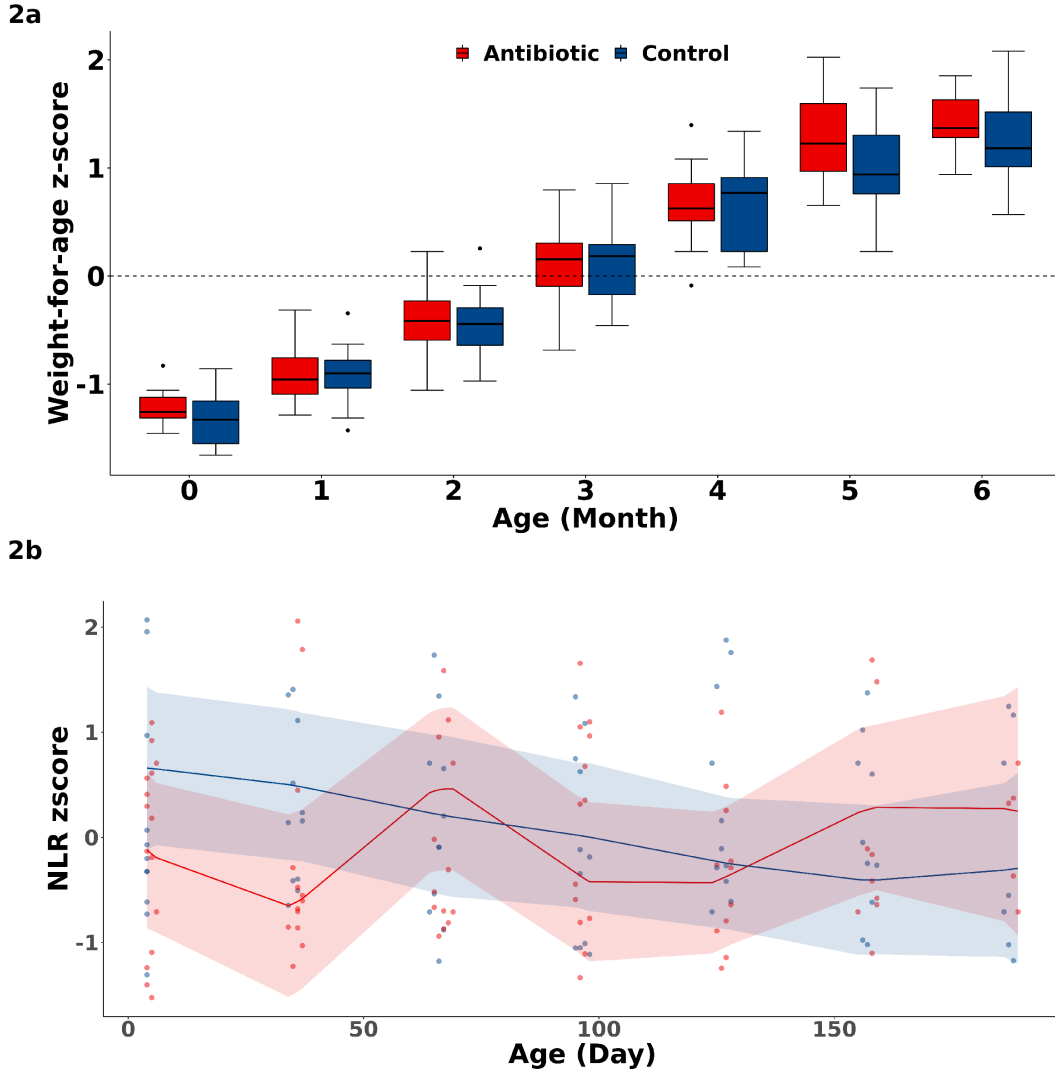 2a
Antibiotic Control
Weight-for-age z-score
2
1
0
-1
0 1 2 3 4 5 6
Age (Month)
2b
NLR zscore
2
1
0
-1
0 50 100 150
Age (Day)